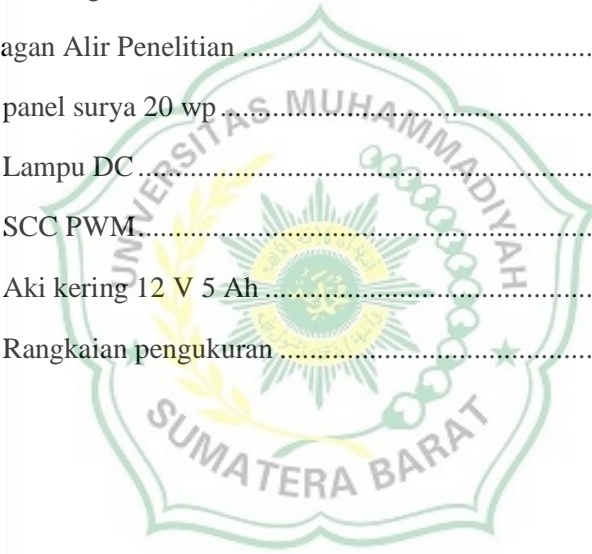 agan Alir Penelitian ................................................
panel surya 20 wp ................................................
Lampu DC ................................................
SCC PWM ................................................
Aki kering 12 V 5 Ah ................................................
Rangkaian pengukuran ................................................
UNIVERSITAS MUHAMMADIYAH
SUMATERA BARAT